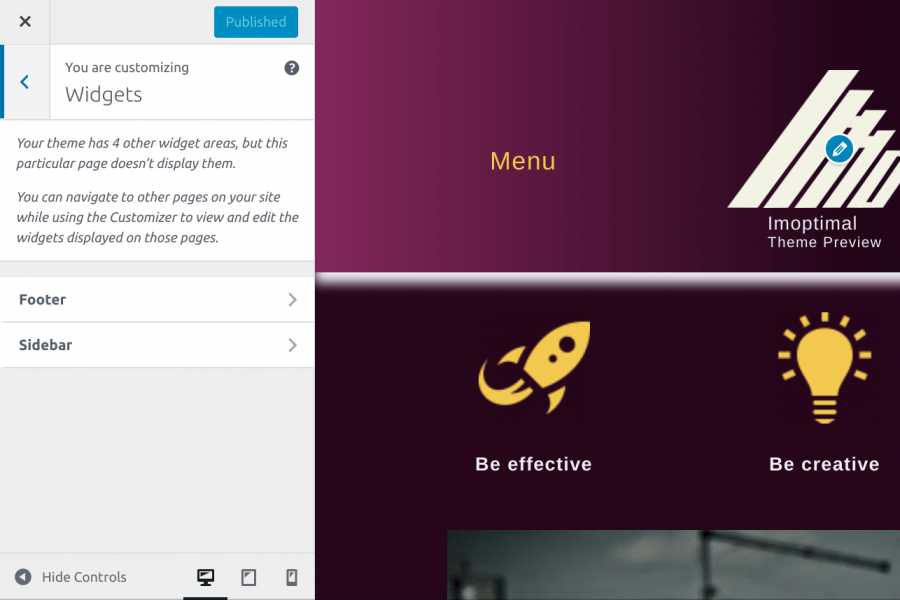 Published
You are customizing
Widgets
Your theme has 4 other widget areas, but this
particular page doesn't display them.
You can navigate to other pages on your site
while using the Customizer to view and edit the
widgets displayed on those pages.
Footer
Sidebar
Hide Controls
Menu
Imoptimal
Theme Preview
Be effective
Be creative